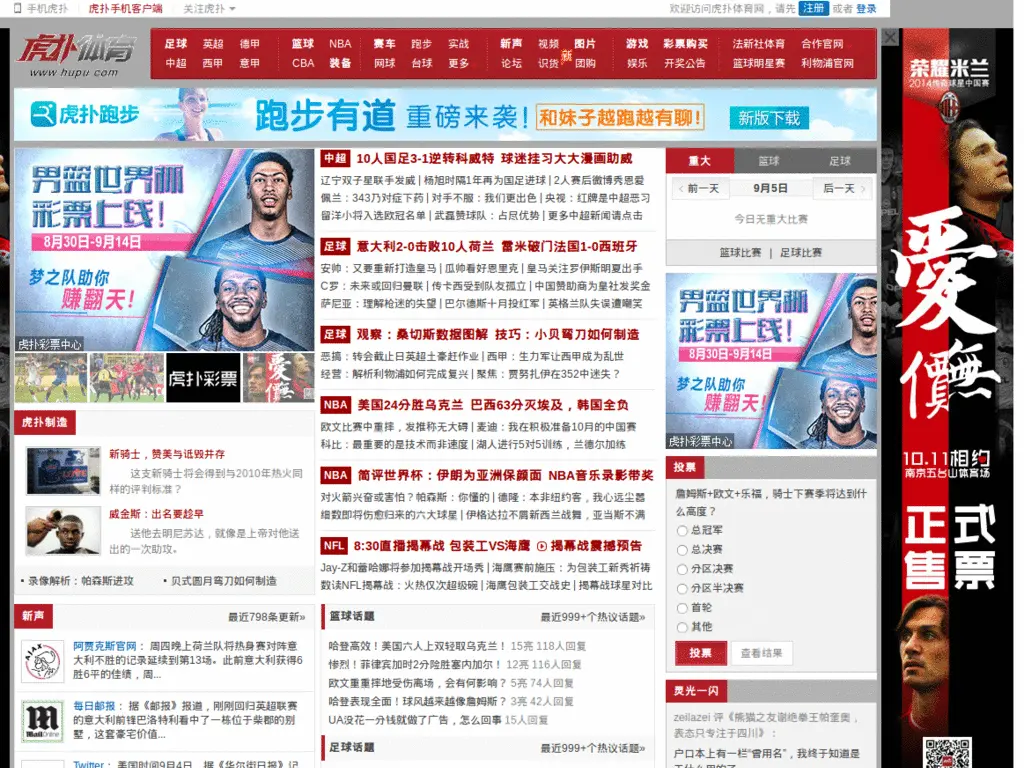 手机虎扑
虎扑手机客户端
关注虎扑
欢迎访问虎扑体育网，请先 注册 或者 登录
虎扑体育
www.hupu.com
足球 英超 德甲 篮球 NBA 赛车 跑步 实战 新声 视频 图片 游戏 彩票购买 法新社体育 合作官网
中超 西甲 意甲 CBA 装备 网球 台球 更多 论坛 识货 新 团购 娱乐 开奖公告 篮球明星赛 利物浦官网
虎扑跑步
跑步有道 重磅来袭！ 和妹子越跑越有聊！ 新版下载
男篮世界杯
彩票上线！
8月30日-9月14日
梦之队助你
赚翻天！
虎扑彩票中心
虎扑彩票
虎扑制造
新骑士，赞美与诋毁并存
这支新骑士将会得到与2010年热火同
样的评判标准？
威金斯：出名要趁早
送他去明尼苏达，就像是上帝对他送
出的一次助攻。
• 录像解析：帕森斯进攻 • 贝式圆月弯刀如何制造
新声 最近798条更新»
AJAX
阿贾克斯官网： 周四晚上荷兰队将热身赛对阵意
大利不胜的记录延续到第13场。此前意大利获得6
胜6平的佳绩，周...
MailOnline
每日邮报： 据《邮报》报道，刚刚回归英超联赛
的意大利前锋巴洛特利看中了一栋位于柴郡的别
墅，这套豪宅价值...
Twitter： 美国时间9月4日，据《华尔街日报》记
中超 10人国足3-1逆转科威特 球迷挂习大大漫画助威
辽宁双子星联手发威 | 杨旭时隔1年再为国足进球 | 2人赛后微博秀恩爱
佩兰：343乃对症下药 | 对手不服：我们更出色 | 央视：红牌是中超恶习
留洋小将入选欧冠名单 | 武磊赞球队：占尽优势 | 更多中超新闻请点击
足球 意大利2-0击败10人荷兰 雷米破门法国1-0西班牙
安帅：又要重新打造皇马 | 瓜帅看好恩里克 | 皇马关注罗伊斯明夏出手
C罗：未来或回归曼联 | 传卡西受到队友孤立 | 中国赞助商为皇社发奖金
萨尼亚：理解枪迷的失望 | 巴尔德斯十月投红军 | 英格兰队失误遭嘲笑
足球 观察：桑切斯数据图解 技巧：小贝弯刀如何制造
恶搞：转会截止日英超土豪赶作业 | 西甲：生力军让西甲成为乱世
经营：解析利物浦如何完成复兴 | 聚焦：贾努扎伊在352中迷失？
NBA 美国24分胜乌克兰 巴西63分灭埃及，韩国全负
欧文比赛中重摔，发推称无大碍 | 麦迪：我在积极准备10月的中国赛
科比：最重要的是技术而非速度 | 湖人进行5对5训练，兰德尔加练
NBA 简评世界杯：伊朗为亚洲保颜面 NBA音乐录影带奖
对火箭兴奋或害怕？帕森斯：你懂的 | 德隆：本非纽约客，我心远尘嚣
细数即将伤愈归来的六大球星 | 伊格达拉不屑新西兰战舞，亚当斯不满
NFL 8:30直播揭幕战 包装工VS海鹰 揭幕战震撼预告
Jay-Z和蕾哈娜将参加揭幕战开场秀 | 海鹰赛前施压：为包装工新秀祈祷
数读NFL揭幕战：火热仅次超级碗 | 海鹰包装工交战史 | 揭幕战球星对比
篮球话题 最近999+个热议话题»
哈登高效！美国六人上双轻取乌克兰！ 15亮 118人回复
惨烈！菲律宾加时2分险胜塞内加尔！ 12亮 116人回复
欧文重重摔地受伤离场，会有何影响？ 5亮 74人回复
哈登表现全面！球风越来越像詹姆斯？ 3亮 42人回复
UA没花一分钱就做了广告，怎么回事 15人回复
足球话题 最近999+个热议话题»
重大 篮球 足球
前一天 9月5日 后一天
今日无重大比赛
篮球比赛 | 足球比赛
男篮世界杯
彩票上线！
8月30日-9月14日
梦之队助你
赚翻天！
虎扑彩票中心
投票
詹姆斯+欧文+乐福，骑士下赛季将达到什
么高度？
总冠军
总决赛
分区决赛
分区半决赛
首轮
其他
投票 查看结果
灵光一闪
zeilazei 评《熊猫之友谢绝拳王帕奎奥，
表态只专注于四川》：
户口本上有一栏“曾用名”，我终于知道是
荣耀米兰
2014传奇球星中国赛
愛
無
價
10.11相约
南京五台山体育场
正式
售票